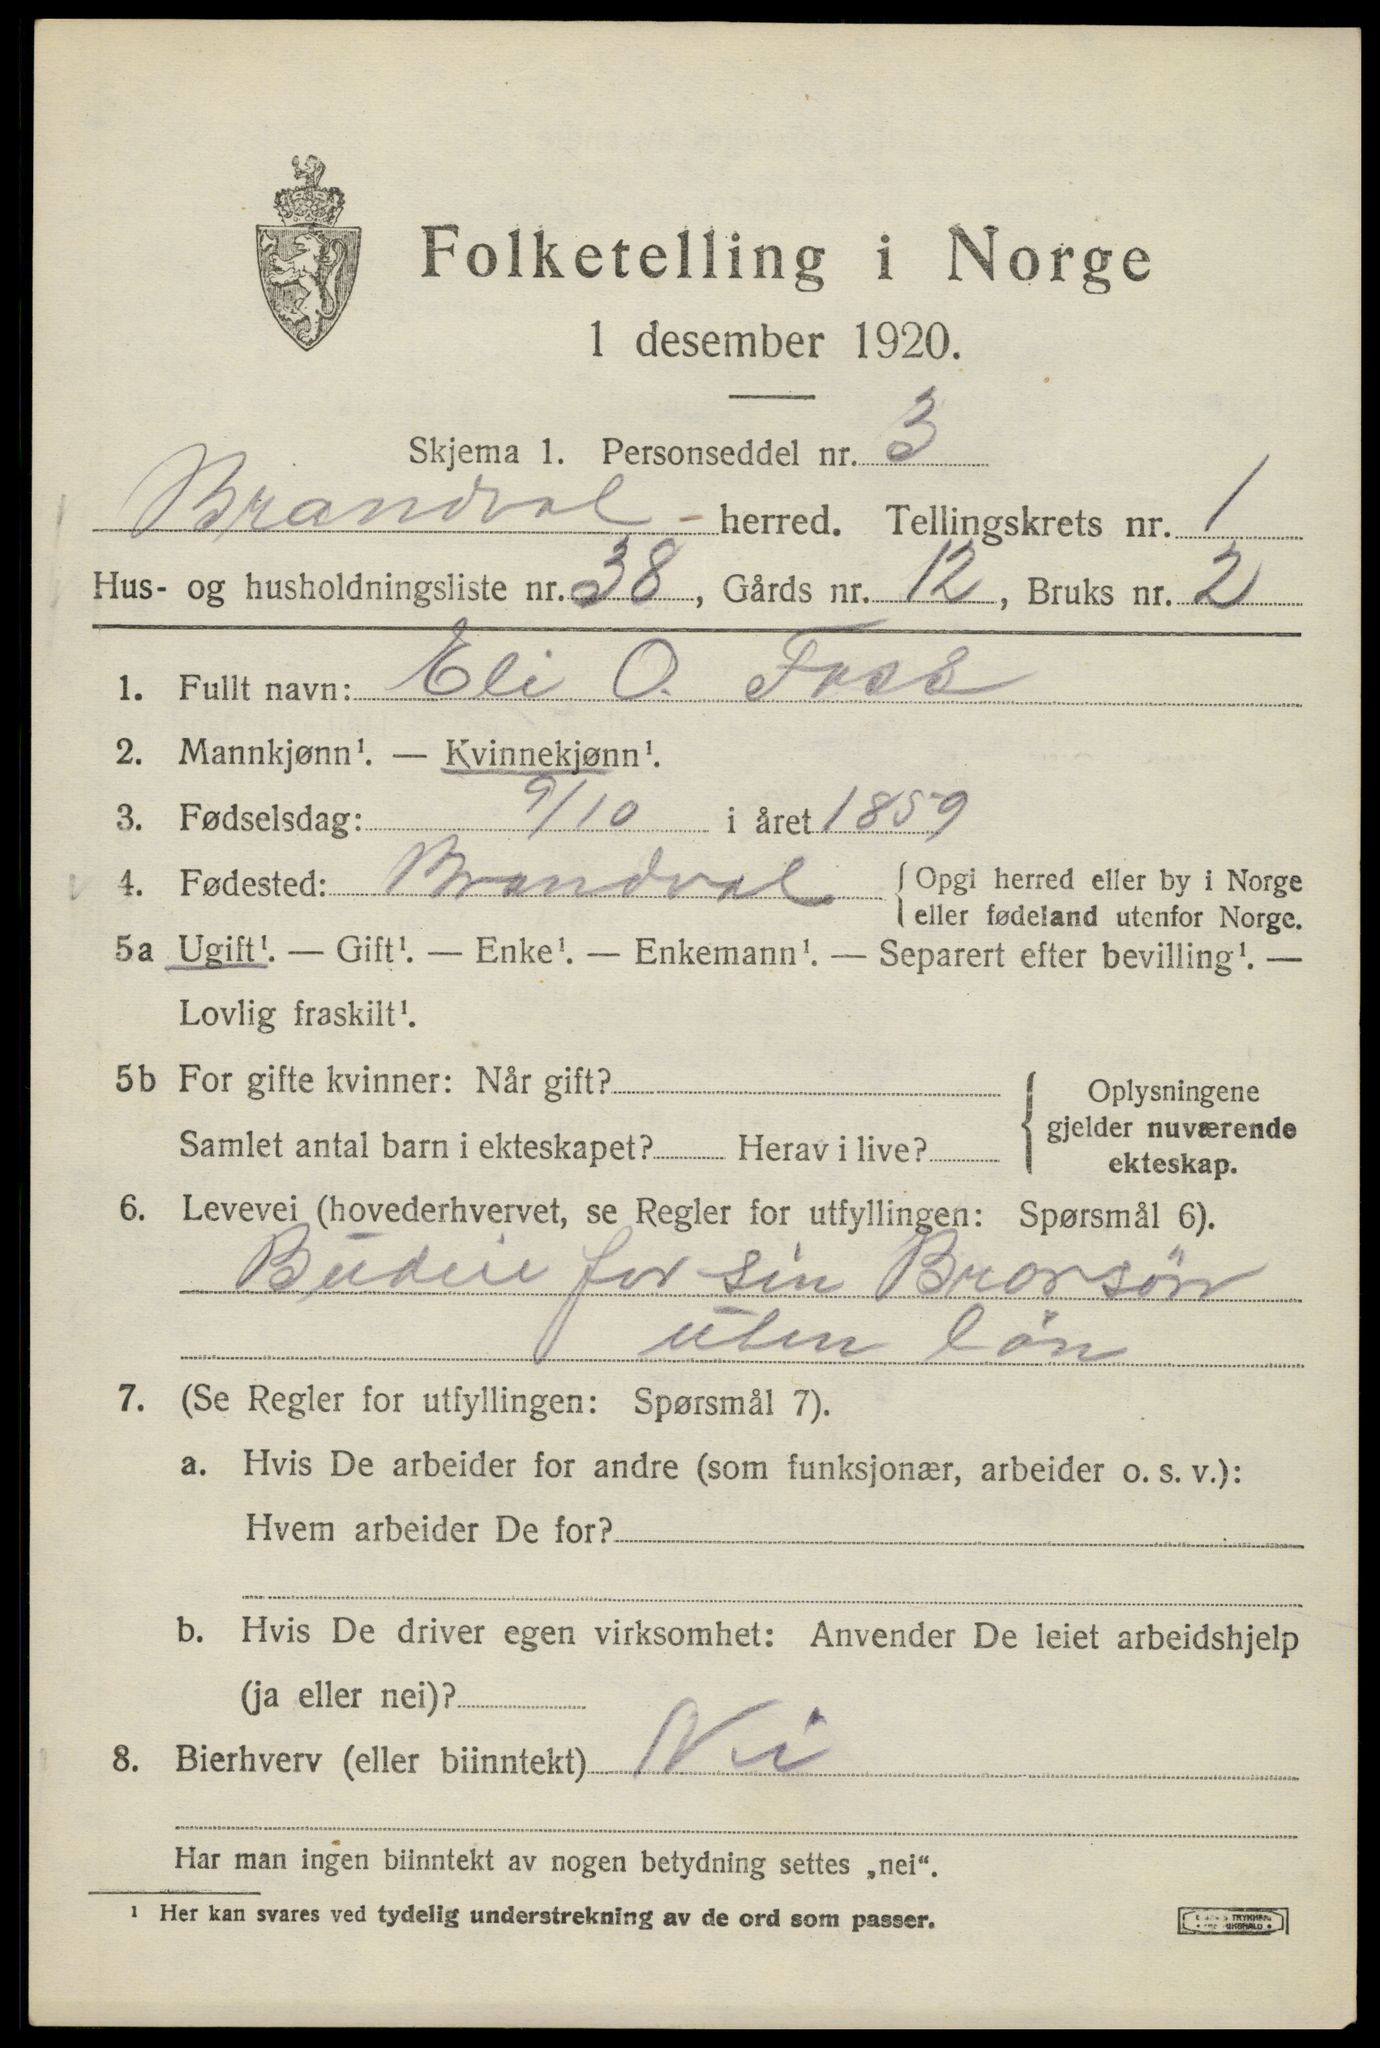 Folketelling i Norge
1 desember 1920.
Skjema 1. Personseddel nr. 3
Brandval herred. Tellingskrets nr. 1
Hus- og husholdningsliste nr. 38, Gårds nr. 12, Bruks nr. 2
1. Fullt navn: Eli O. Foss
2. Mannkjønn¹. — Kvinnekjønn¹.
3. Fødselsdag: 9/10 i året 1859
4. Fødested: Brandval {Opgi herred eller by i Norge
eller fødeland utenfor Norge.
5a Ugift¹. — Gift¹. — Enke¹. — Enkemann¹. — Separert efter bevilling¹. —
Lovlig fraskilt¹.
5b For gifte kvinner: Når gift?
Samlet antal barn i ekteskapet? Herav i live?
Oplysningene
gjelder nuværende
ekteskap.
6. Levevei (hovederhvervet, se Regler for utfyllingen: Spørsmål 6).
Budeie for sin Brorsön
uten lön
7. (Se Regler for utfyllingen: Spørsmål 7).
a. Hvis De arbeider for andre (som funksjonær, arbeider o. s. v.):
Hvem arbeider De for?
b. Hvis De driver egen virksomhet: Anvender De leiet arbeidshjelp
(ja eller nei)?
8. Bierhverv (eller biinntekt) Nei
Har man ingen biinntekt av nogen betydning settes „nei".
¹ Her kan svares ved tydelig understrekning av de ord som passer.